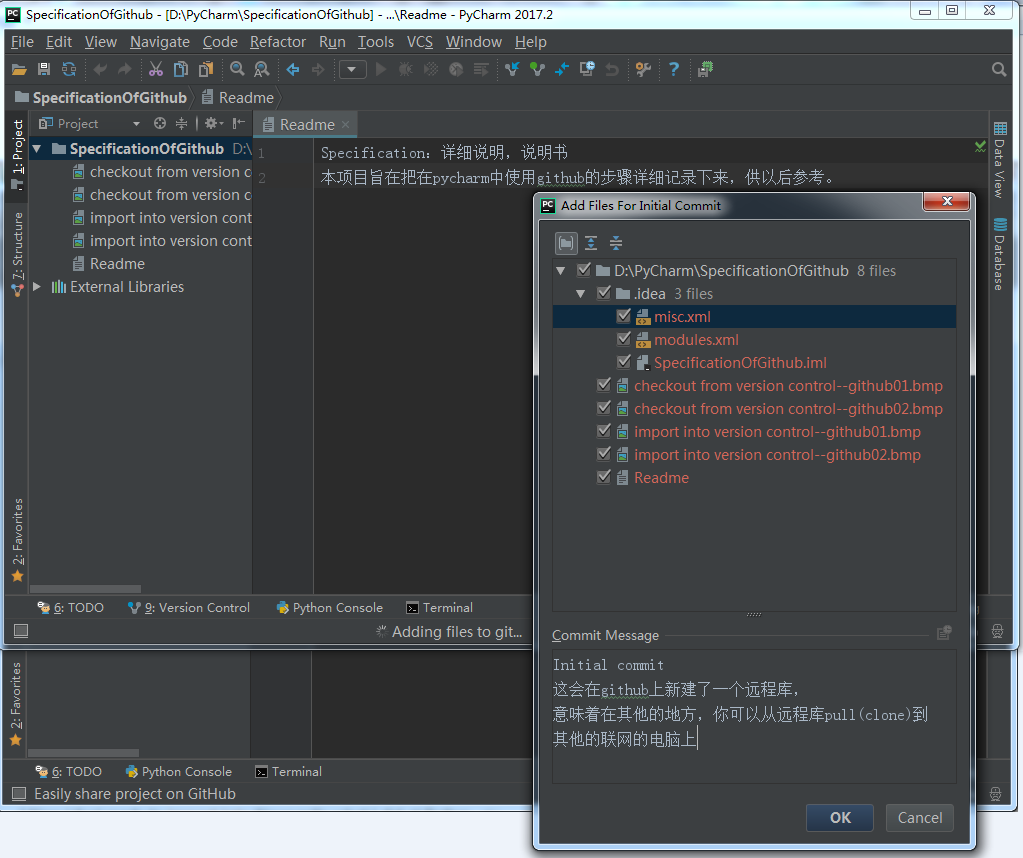 SpecificationOfGithub - [D:\PyCharm\SpecificationOfGithub] - ...\Readme - PyCharm 2017.2
File Edit View Navigate Code Refactor Run Tools VCS Window Help
SpecificationOfGithub Readme
Project
Readme
1: Project
7: Structure
2: Favorites
SpecificationOfGithub D:\
checkout from version c
checkout from version c
import into version cont
import into version cont
Readme
External Libraries
1 Specification：详细说明，说明书
2 本项目旨在把在pycharm中使用github的步骤详细记录下来，供以后参考。
Data View
Database
Add Files For Initial Commit
D:\PyCharm\SpecificationOfGithub 8 files
.idea 3 files
misc.xml
modules.xml
SpecificationOfGithub.iml
checkout from version control--github01.bmp
checkout from version control--github02.bmp
import into version control--github01.bmp
import into version control--github02.bmp
Readme
Commit Message
Initial commit
这会在github上新建了一个远程库，
意味着在其他的地方，你可以从远程库pull(clone)到
其他的联网的电脑上
OK Cancel
6: TODO 9: Version Control Python Console Terminal
Adding files to git...
2: Favorites
6: TODO Python Console Terminal
Easily share project on GitHub